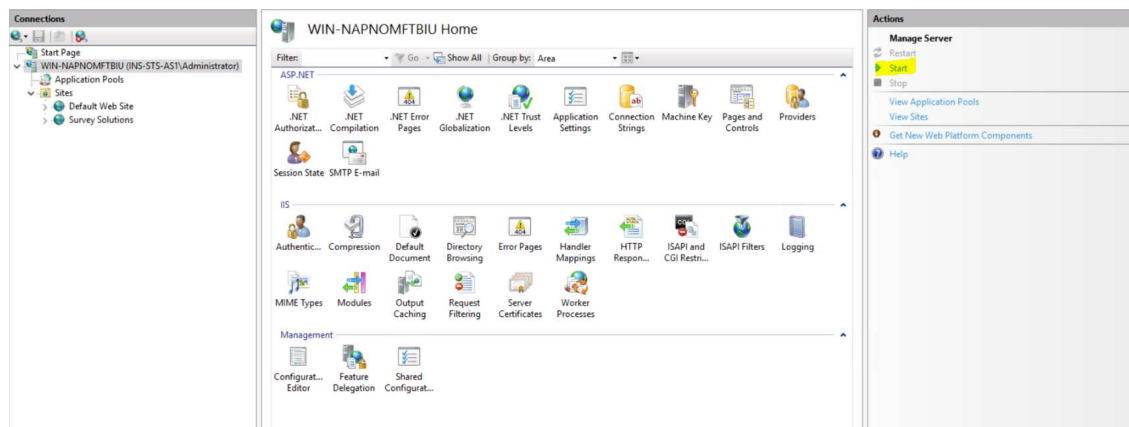 Connections
Start Page
WIN-NAPNOMFTBIU (INS-STS-AS1\Administrator)
Application Pools
Sites
Default Web Site
Survey Solutions
WIN-NAPNOMFTBIU Home
Filter: Go Show All Group by: Area
ASP.NET
.NET Authorizat... .NET Compilation .NET Error Pages .NET Globalization .NET Trust Levels Application Settings Connection Strings Machine Key Pages and Controls Providers
Session State SMTP E-mail
IIS
Authentic... Compression Default Document Directory Browsing Error Pages Handler Mappings HTTP Respon... ISAPI and CGI Restri... ISAPI Filters Logging
MIME Types Modules Output Caching Request Filtering Server Certificates Worker Processes
Management
Configurat... Editor Feature Delegation Shared Configurat...
Actions
Manage Server
Restart
Start
Stop
View Application Pools
View Sites
Get New Web Platform Components
Help